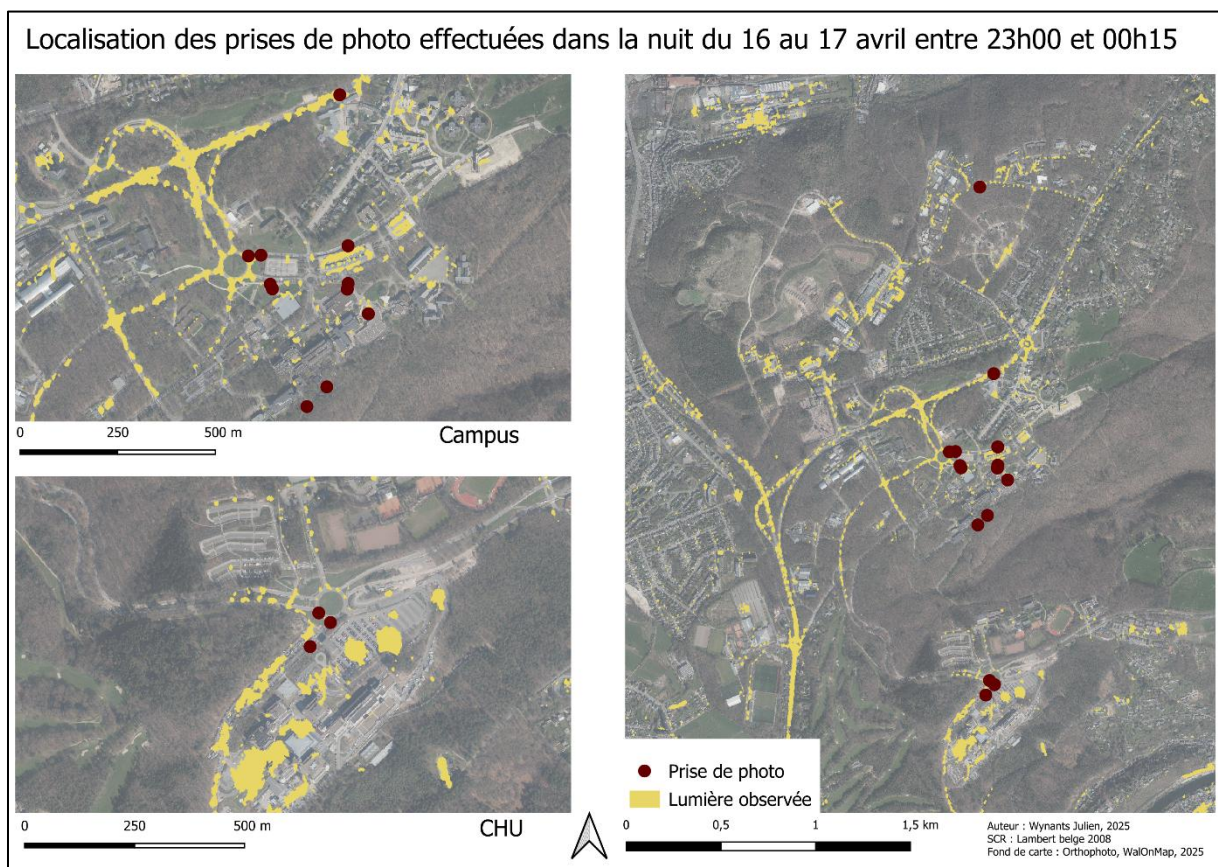 Localisation des prises de photo effectuées dans la nuit du 16 au 17 avril entre 23h00 et 00h15
0 250 500 m
Campus
0 250 500 m
CHU
Prise de photo
Lumière observée
0 0,5 1 1,5 km
Auteur : Wynants Julien, 2025
SCR : Lambert belge 2008
Fond de carte : Orthophoto, WalOnMap, 2025